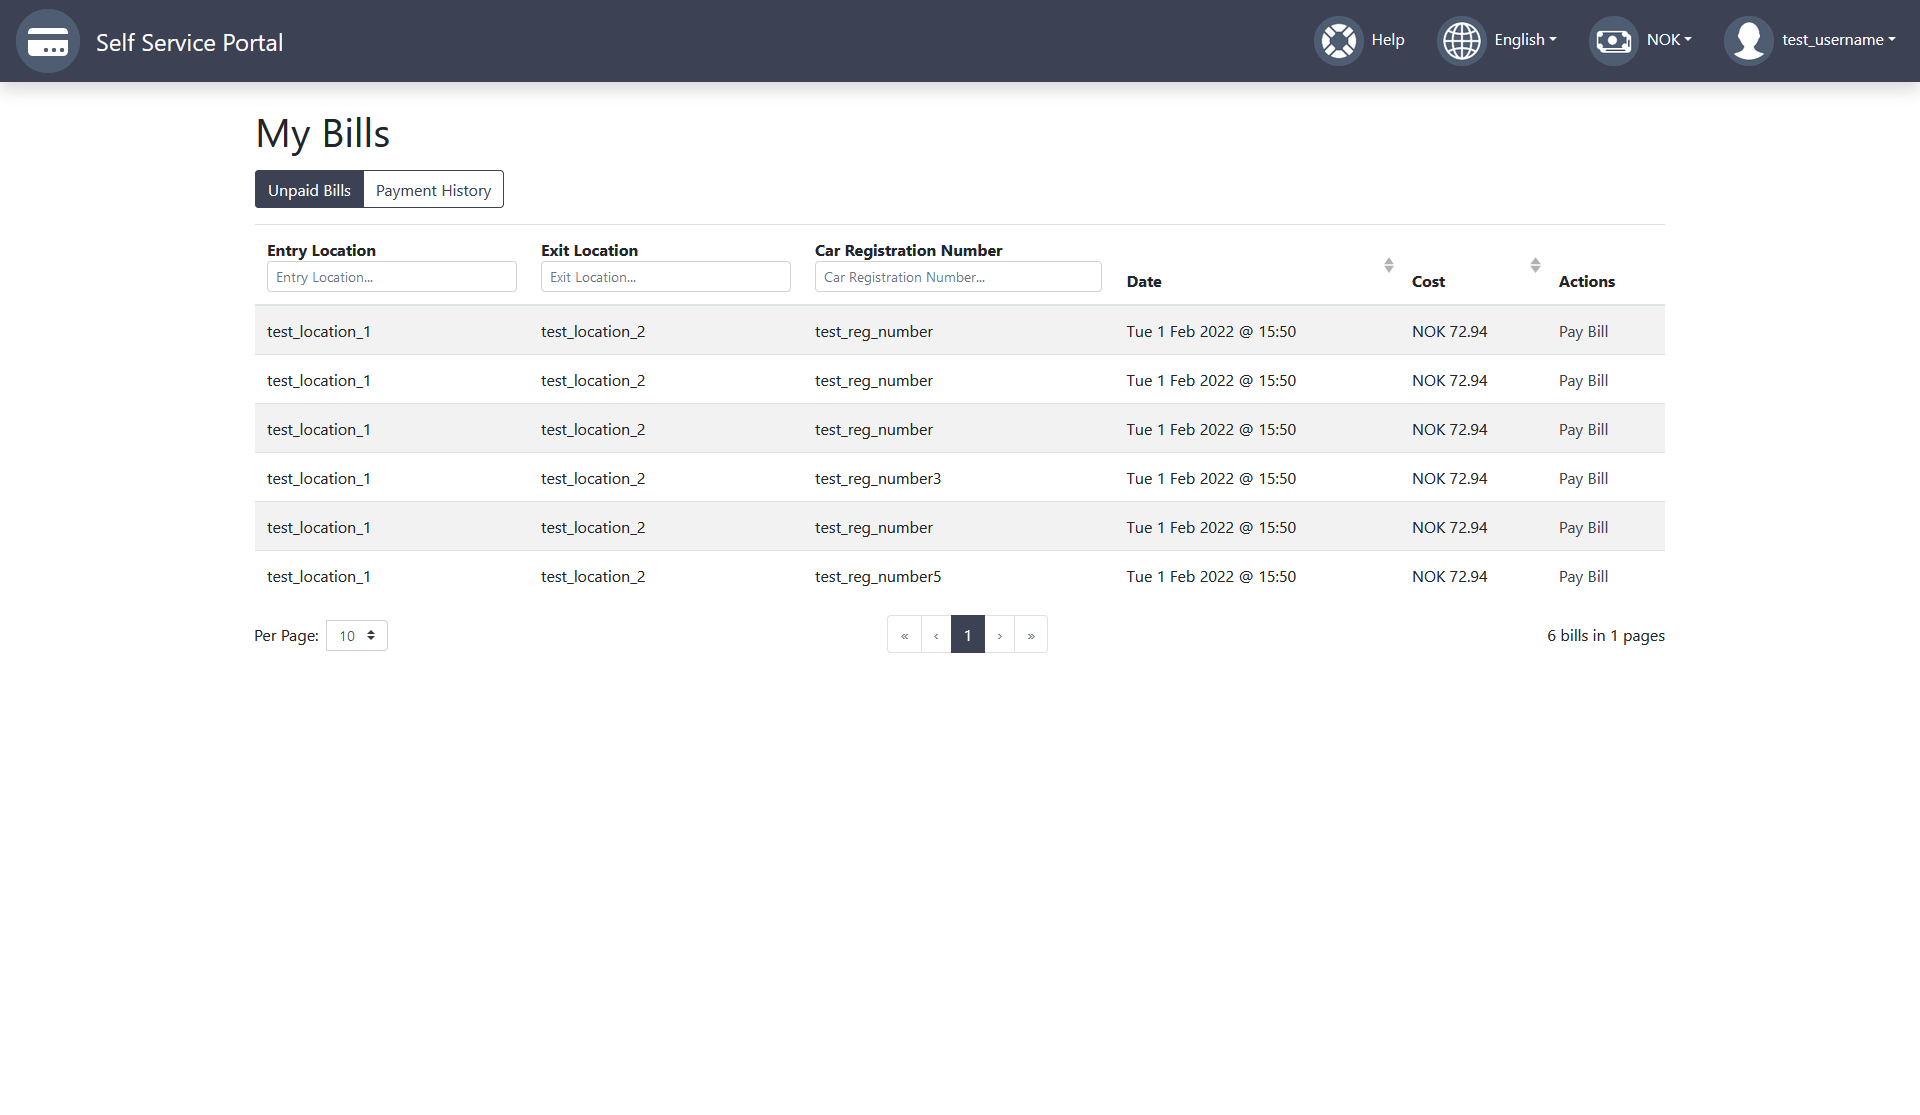 Self Service Portal Help English NOK test_username
My Bills
Unpaid Bills Payment History
Entry Location Exit Location Car Registration Number
Entry Location... Exit Location... Car Registration Number...
Date Cost Actions
test_location_1 test_location_2 test_reg_number Tue 1 Feb 2022 @ 15:50 NOK 72.94 Pay Bill
test_location_1 test_location_2 test_reg_number Tue 1 Feb 2022 @ 15:50 NOK 72.94 Pay Bill
test_location_1 test_location_2 test_reg_number Tue 1 Feb 2022 @ 15:50 NOK 72.94 Pay Bill
test_location_1 test_location_2 test_reg_number3 Tue 1 Feb 2022 @ 15:50 NOK 72.94 Pay Bill
test_location_1 test_location_2 test_reg_number Tue 1 Feb 2022 @ 15:50 NOK 72.94 Pay Bill
test_location_1 test_location_2 test_reg_number5 Tue 1 Feb 2022 @ 15:50 NOK 72.94 Pay Bill
Per Page: 10 « ‹ 1 › » 6 bills in 1 pages